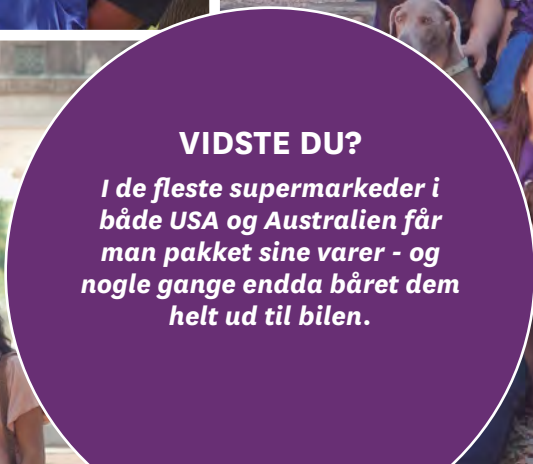 VIDSTE DU?
I de fleste supermarkeder i
både USA og Australien får
man pakket sine varer - og
nogle gange endda båret dem
helt ud til bilen.